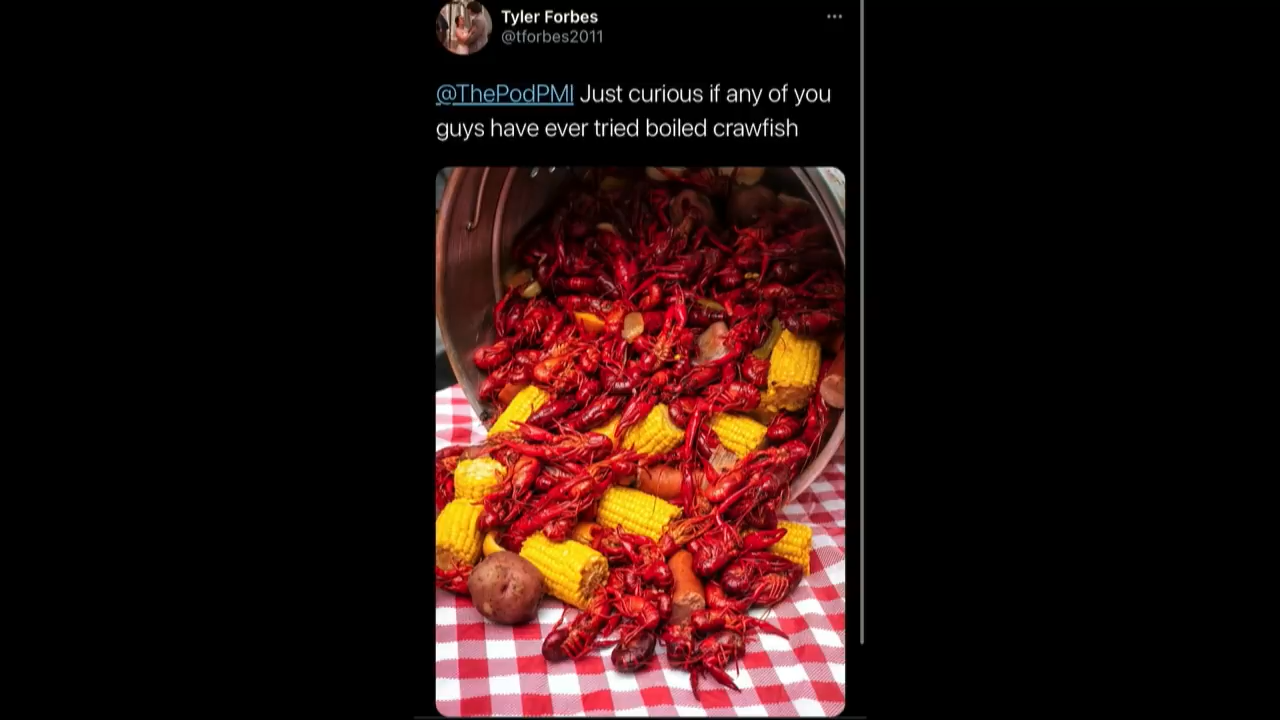 Tyler Forbes
@tforbes2011
@ThePodPMI Just curious if any of you
guys have ever tried boiled crawfish